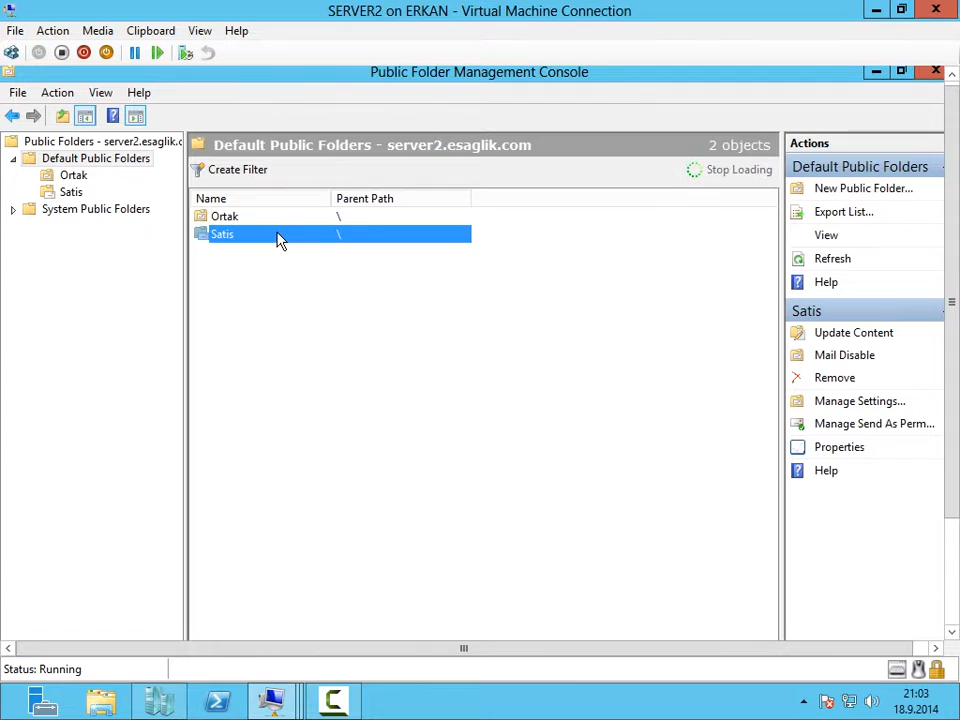 SERVER2 on ERKAN - Virtual Machine Connection
File Action Media Clipboard View Help
Public Folder Management Console
File Action View Help
Public Folders - server2.esaglik.c
Default Public Folders
Ortak
Satis
System Public Folders
Default Public Folders - server2.esaglik.com 2 objects
Create Filter Stop Loading
Name Parent Path
Ortak \
Satis \
Actions
Default Public Folders
New Public Folder...
Export List...
View
Refresh
Help
Satis
Update Content
Mail Disable
Remove
Manage Settings...
Manage Send As Perm...
Properties
Help
Status: Running
21:03
18.9.2014